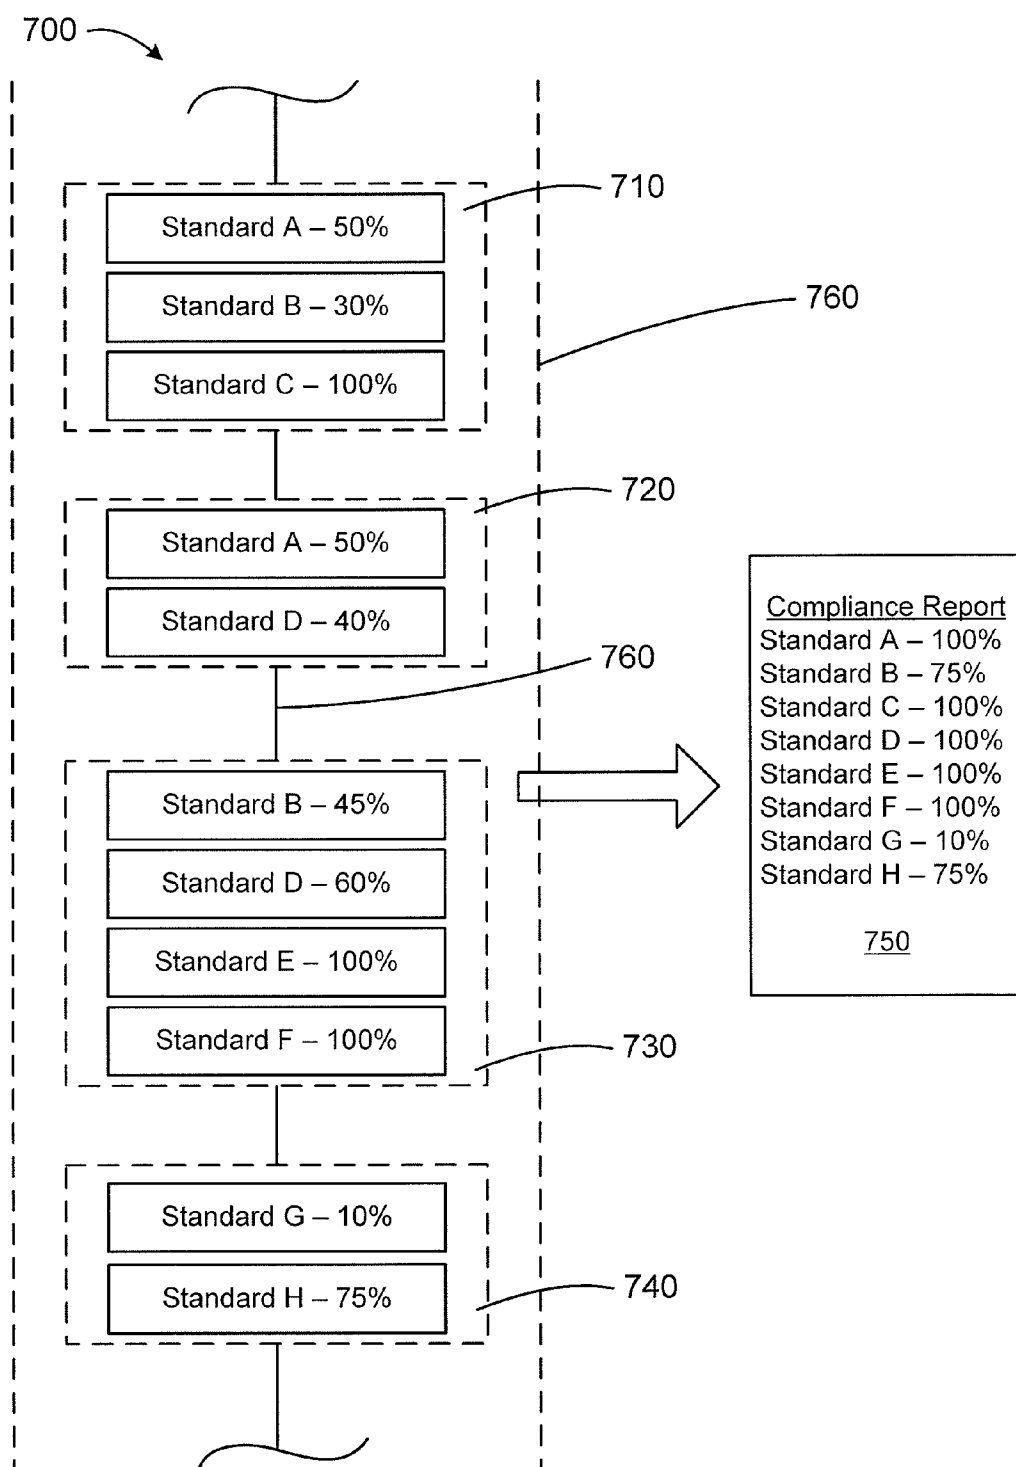 700
710
Standard A – 50%
Standard B – 30%
760
Standard C – 100%
720
Standard A – 50%
Standard D – 40%
760
Standard B – 45%
Standard D – 60%
Standard E – 100%
Standard F – 100%
730
Standard G – 10%
Standard H – 75%
740
Compliance Report
Standard A – 100%
Standard B – 75%
Standard C – 100%
Standard D – 100%
Standard E – 100%
Standard F – 100%
Standard G – 10%
Standard H – 75%
750